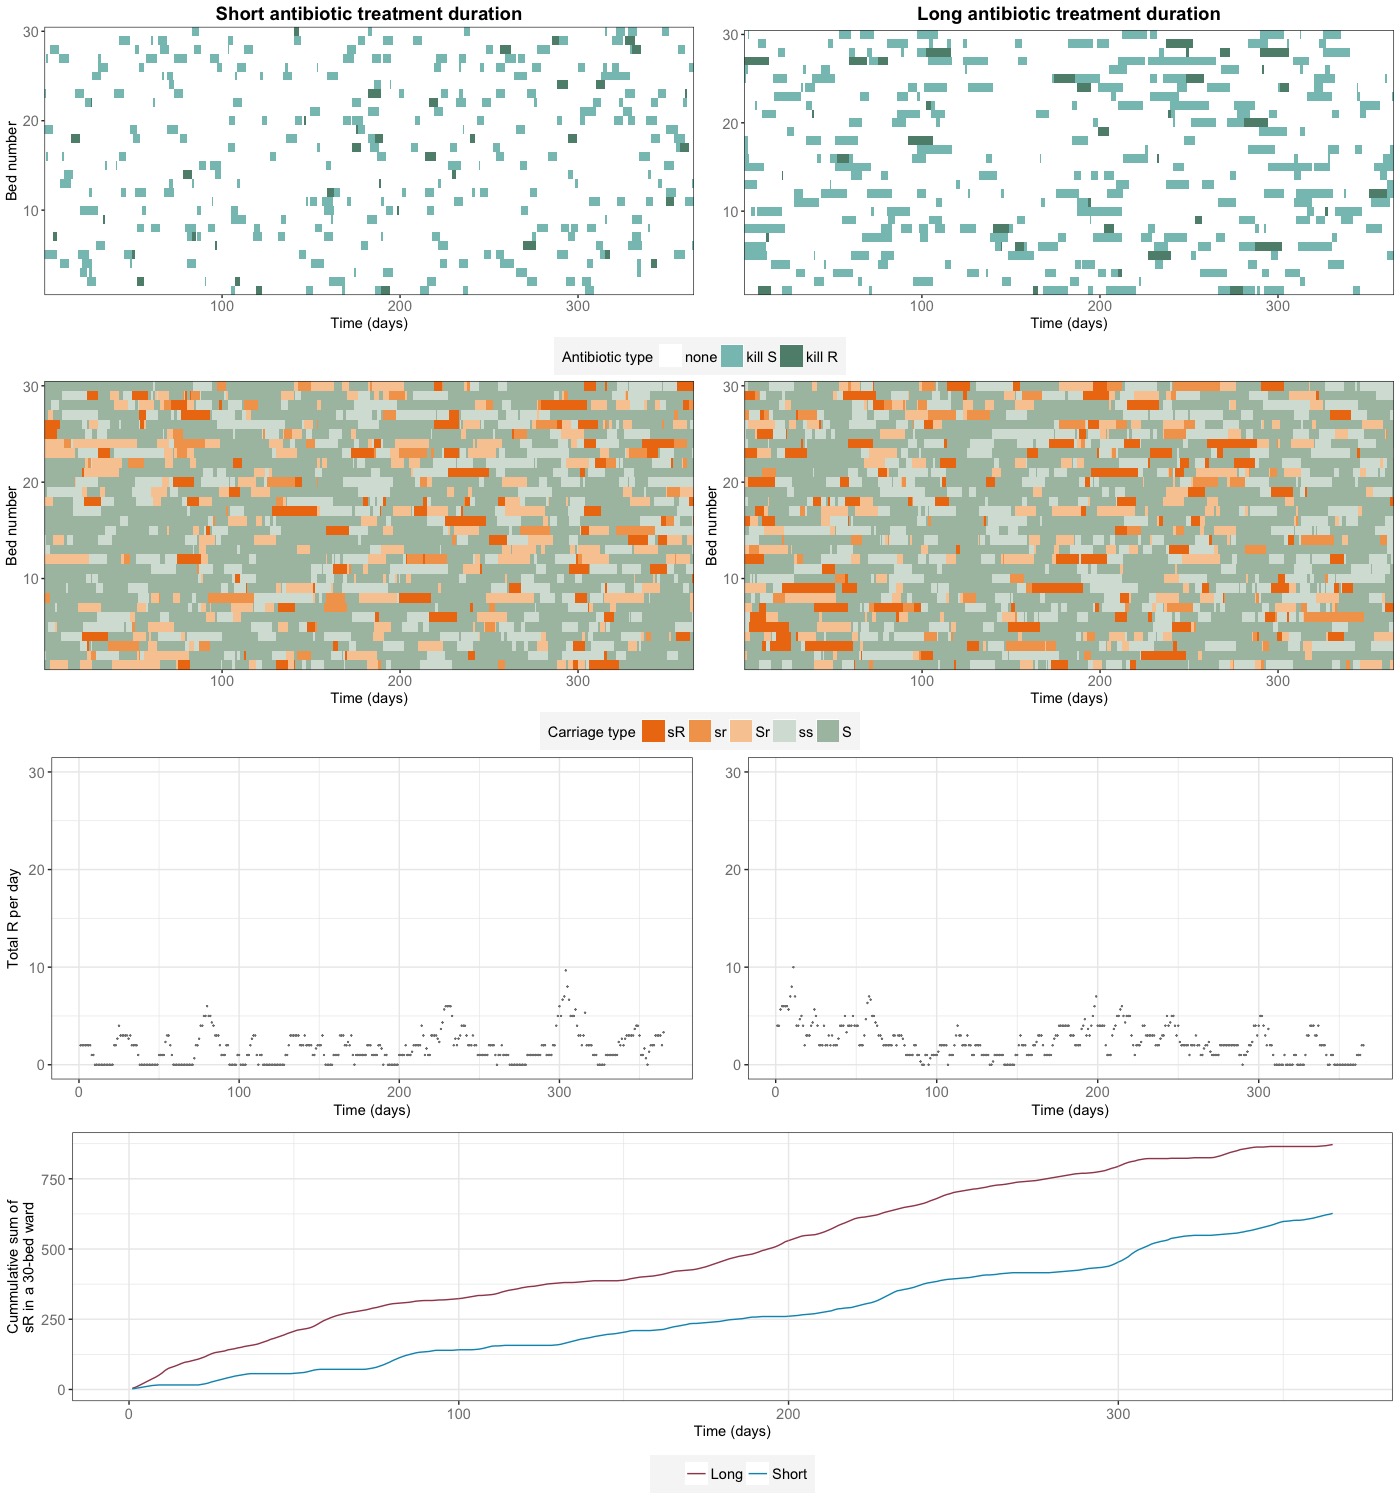 Short antibiotic treatment duration
Long antibiotic treatment duration
30
20
10
Bed number
100 200 300
Time (days)
30
20
10
100 200 300
Time (days)
Antibiotic type none kill S kill R
30
20
10
Bed number
100 200 300
Time (days)
30
20
10
Bed number
100 200 300
Time (days)
Carriage type sR sr Sr ss S
30
20
10
0
Total R per day
0 100 200 300
Time (days)
30
20
10
0
0 100 200 300
Time (days)
750
500
250
0
Cummulative sum of
sR in a 30-bed ward
0 100 200 300
Time (days)
Long Short